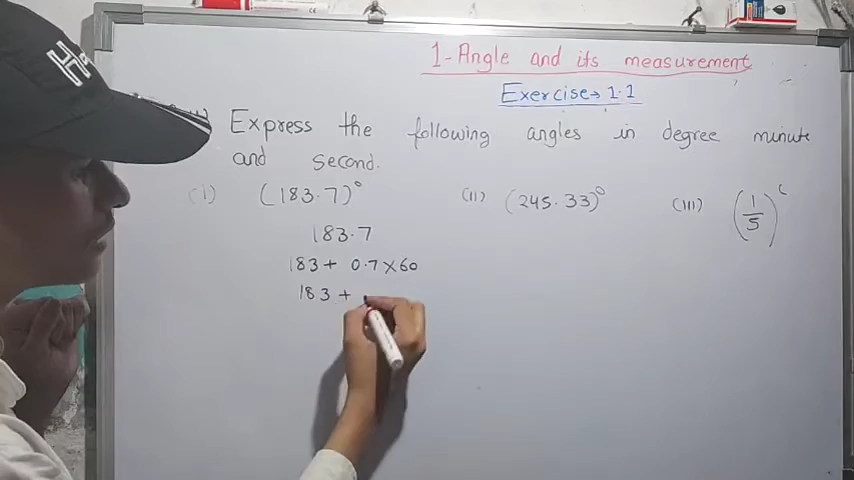 1-Angle and its measurement
Exercise→ 1.1
Express the following angles in degree minute
and second.
(i) (183.7)° (ii) (245.33)° (iii) (1/5)ᶜ
183.7
183+ 0.7×60
183+